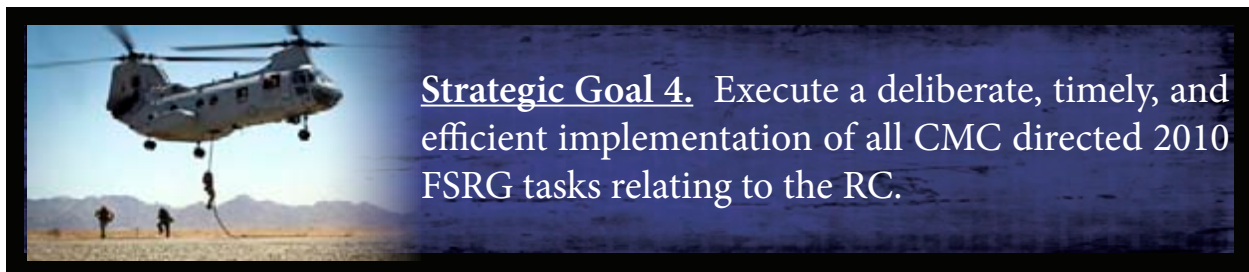 Strategic Goal 4. Execute a deliberate, timely, and
efficient implementation of all CMC directed 2010
FSRG tasks relating to the RC.